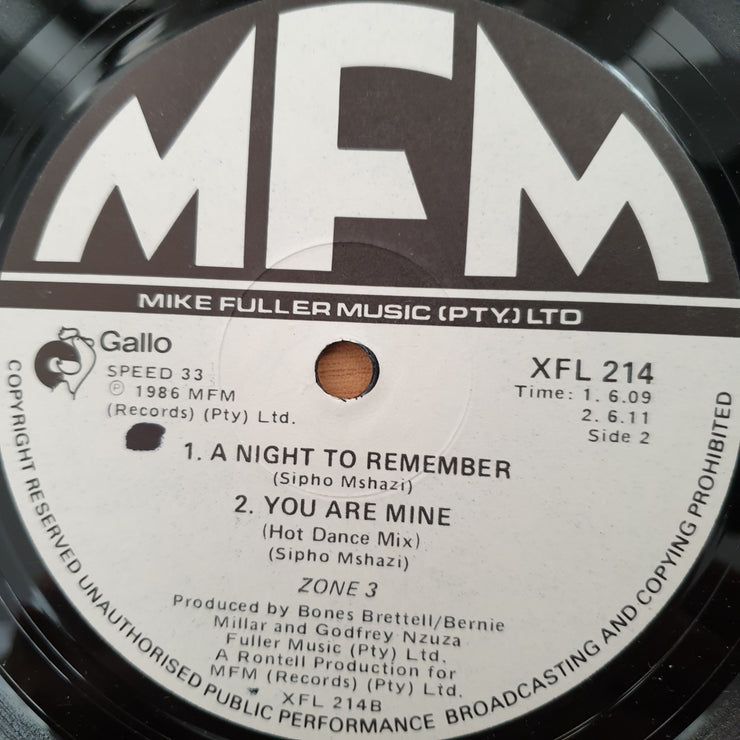 MFM
MIKE FULLER MUSIC (PTY.) LTD
Gallo
SPEED 33
Ⓟ 1986 MFM
(Records) (Pty) Ltd.
XFL 214
Time: 1. 6.09
2. 6.11
Side 2
1. A NIGHT TO REMEMBER
(Sipho Mshazi)
2. YOU ARE MINE
(Hot Dance Mix)
(Sipho Mshazi)
ZONE 3
Produced by Bones Brettell/Bernie
Millar and Godfrey Nzuza
Fuller Music (Pty) Ltd.
A Rontell Production for
MFM (Records) (Pty) Ltd.
XFL 214B
COPYRIGHT RESERVED UNAUTHORISED PUBLIC PERFORMANCE BROADCASTING AND COPYING PROHIBITED